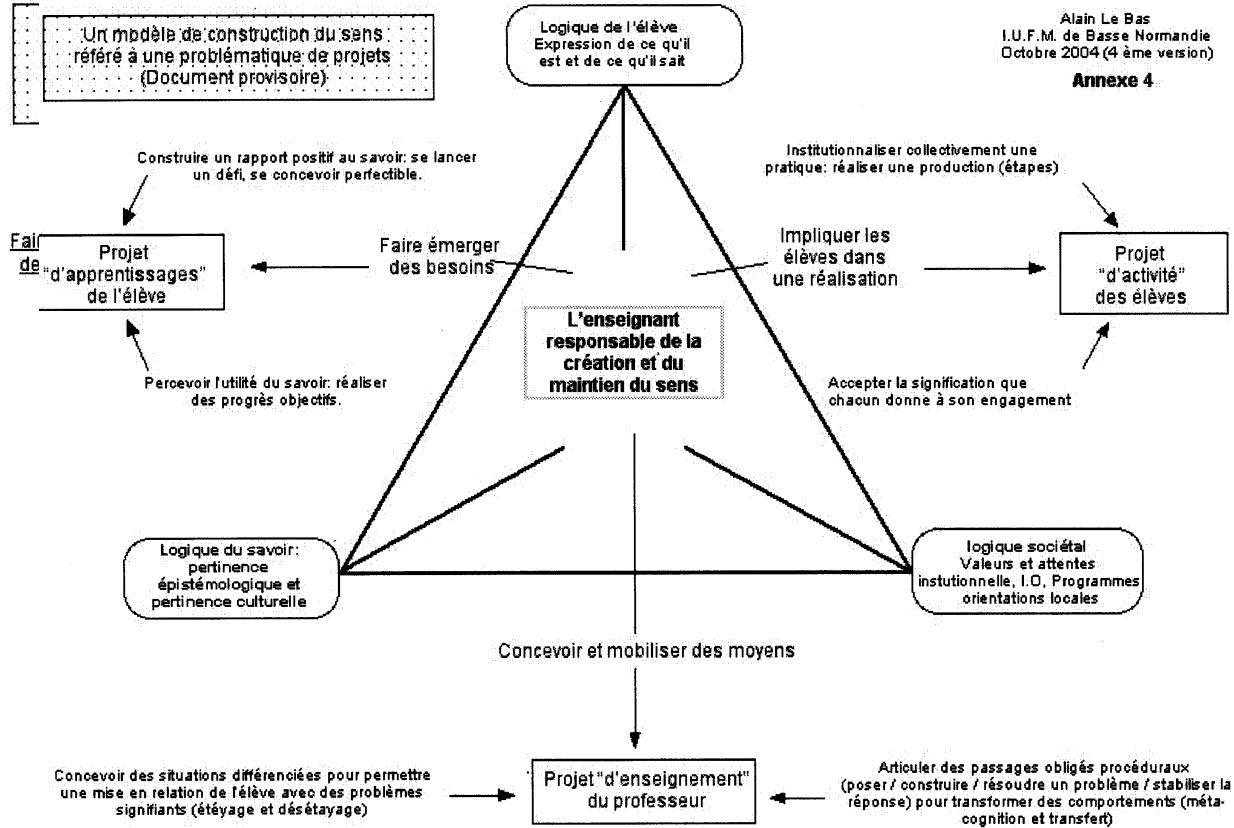 Un modèle de construction du sens
référé à une problématique de projets
(Document provisoire)
Logique de l'élève
Expression de ce qu'il
est et de ce qu'il sait
Alain Le Bas
I.U.F.M. de Basse Normandie
Octobre 2004 (4 ème version)
Annexe 4
Construire un rapport positif au savoir: se lancer
un défi, se concevoir perfectible.
Institutionnaliser collectivement une
pratique: réaliser une production (étapes)
Fai
de
Projet
"d'apprentissages"
de l'élève
Faire émerger
des besoins
Impliquer les
élèves dans
une réalisation
Projet
"d'activité"
des élèves
L'enseignant
responsable de la
création et du
maintien du sens
Percevoir l'utilité du savoir: réaliser
des progrès objectifs.
Accepter la signification que
chacun donne à son engagement
Logique du savoir:
pertinence
épistémologique et
pertinence culturelle
logique sociétal
Valeurs et attentes
instutionnelle, I.O, Programmes
orientations locales
Concevoir et mobiliser des moyens
Concevoir des situations différenciées pour permettre
une mise en relation de l'élève avec des problèmes
signifiants (étéyage et désétayage)
Projet "d'enseignement"
du professeur
Articuler des passages obligés procéduraux
(poser / construire / résoudre un problème / stabiliser la
réponse) pour transformer des comportements (méta-
cognition et transfert)